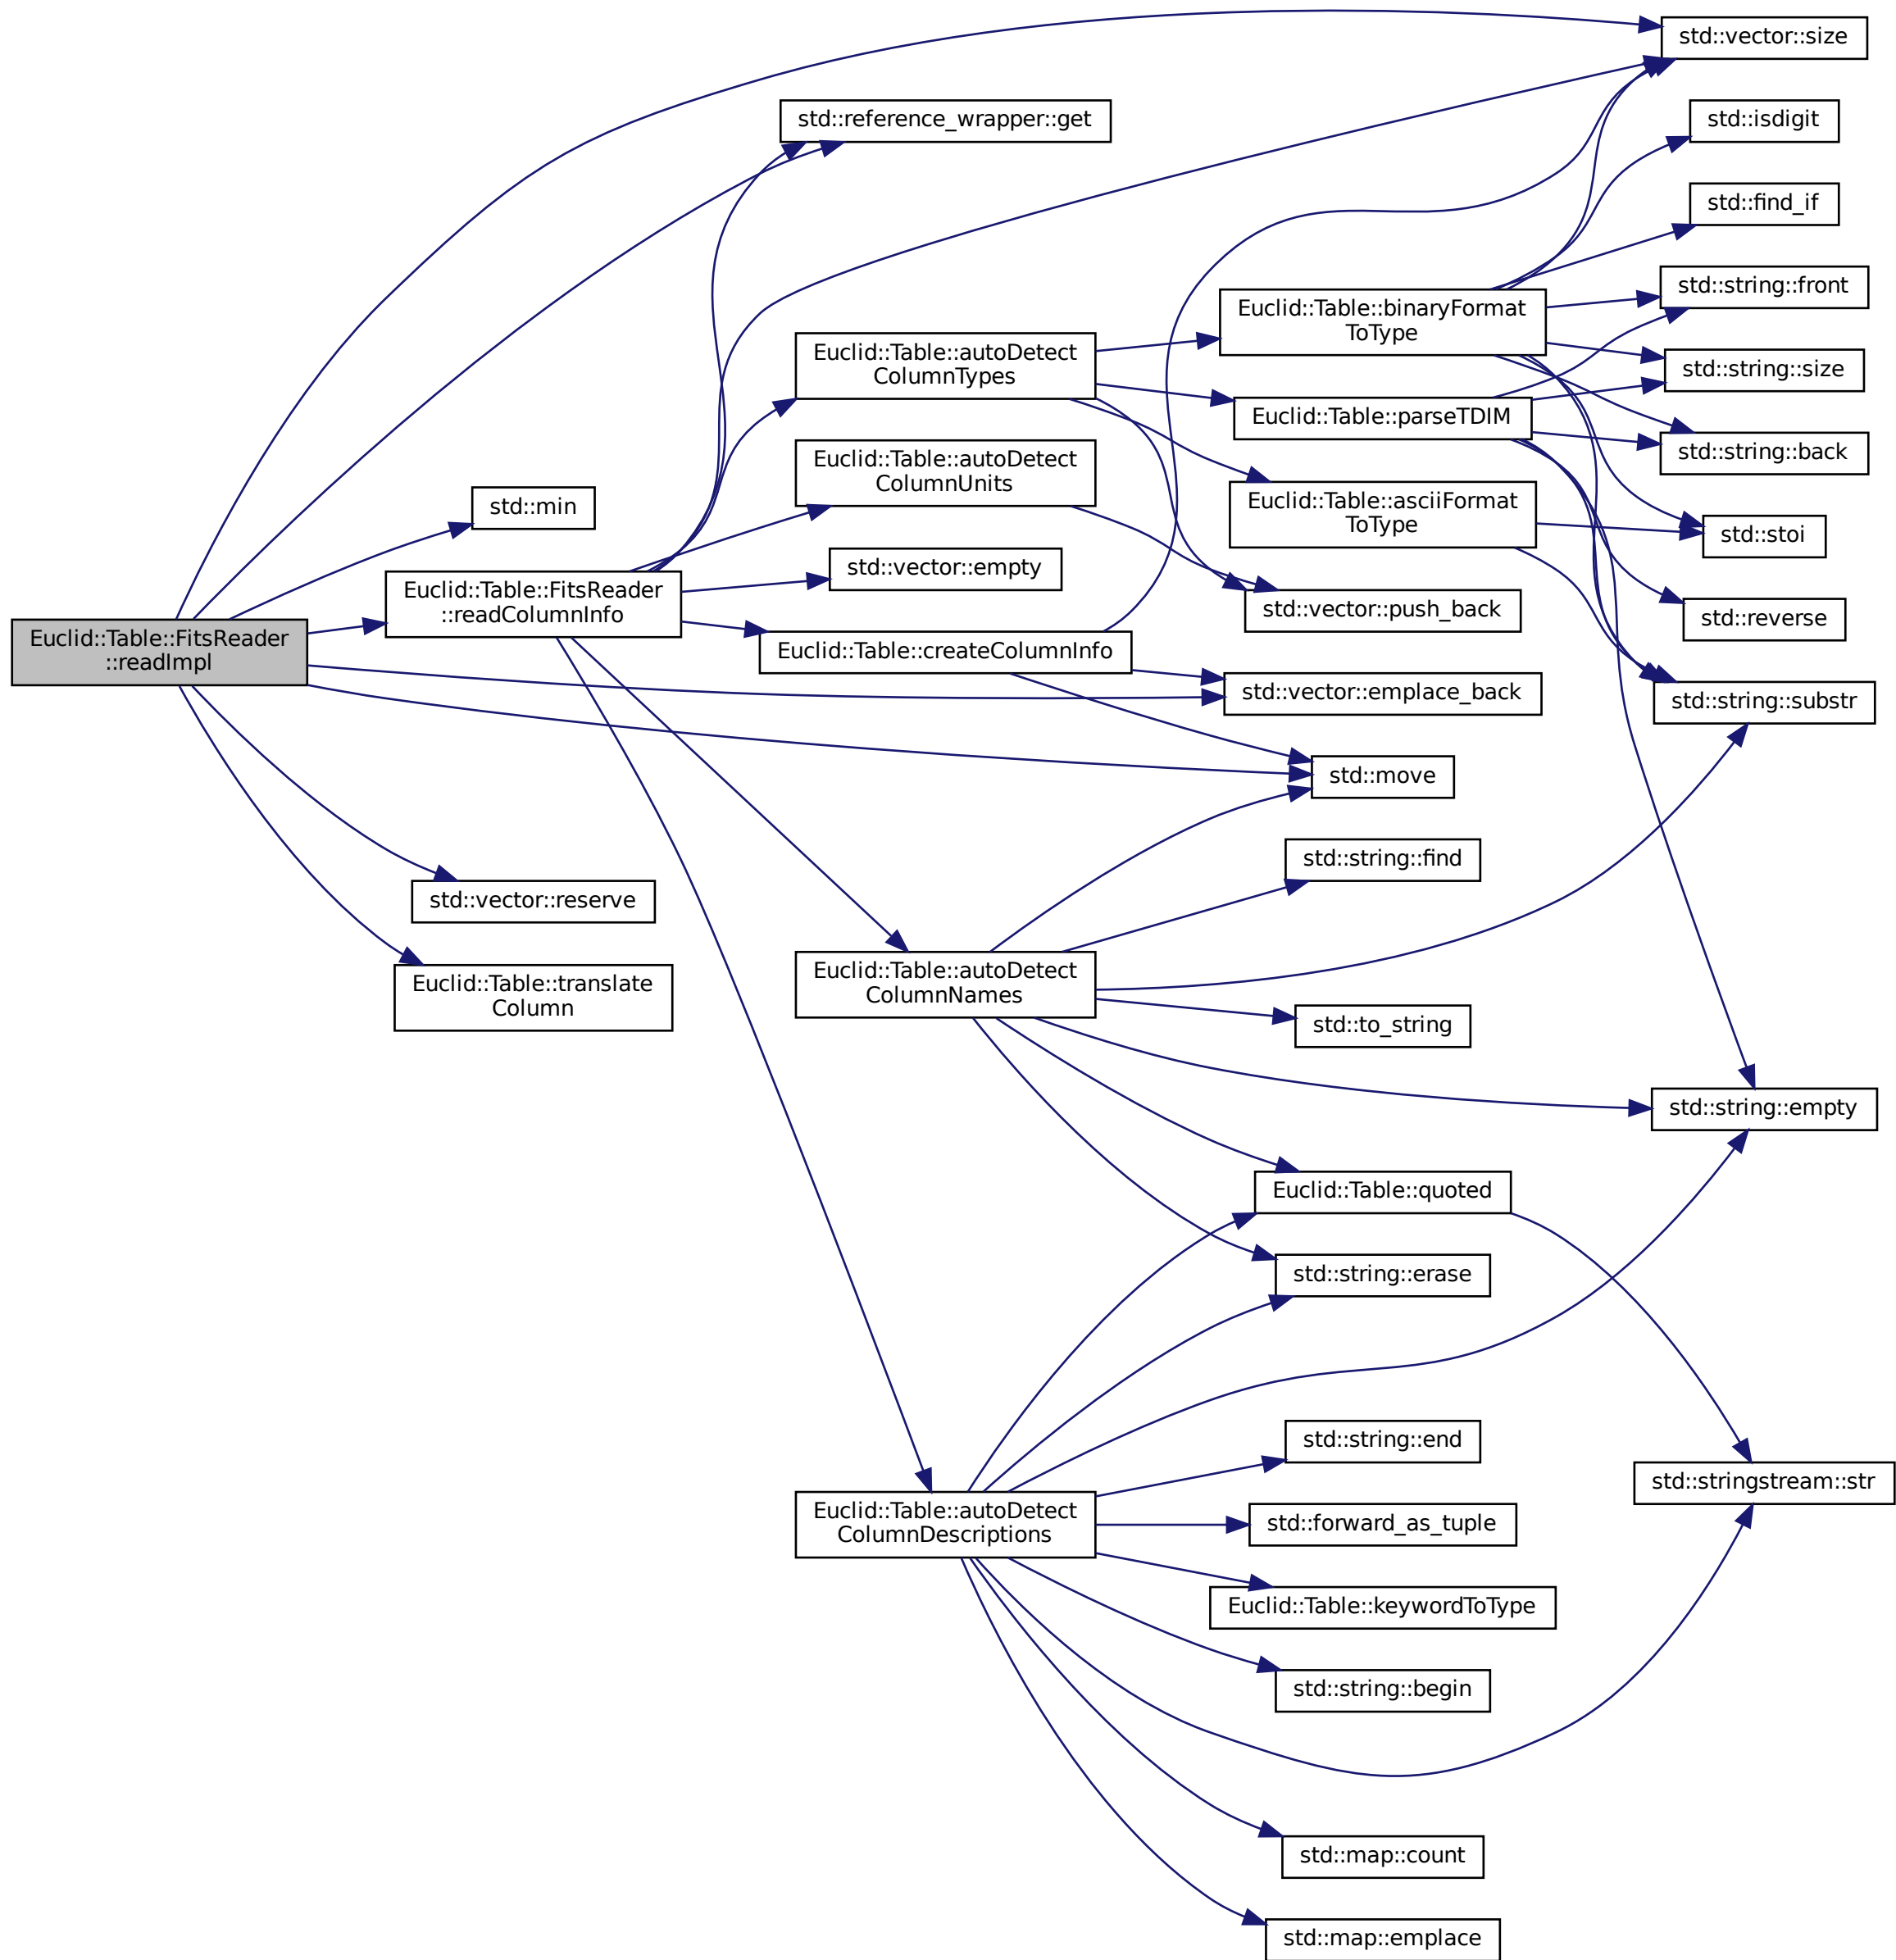 std::vector::size
std::reference_wrapper::get
std::isdigit
std::find_if
std::string::front
Euclid::Table::binaryFormat
ToType
Euclid::Table::autoDetect
ColumnTypes
std::string::size
Euclid::Table::parseTDIM
std::string::back
Euclid::Table::autoDetect
ColumnUnits
std::min
Euclid::Table::asciiFormat
ToType
std::stoi
std::vector::empty
Euclid::Table::FitsReader
::readColumnInfo
std::vector::push_back
std::reverse
Euclid::Table::FitsReader
::readImpl
Euclid::Table::createColumnInfo
std::vector::emplace_back
std::string::substr
std::move
std::string::find
std::vector::reserve
Euclid::Table::translate
Column
Euclid::Table::autoDetect
ColumnNames
std::to_string
std::string::empty
Euclid::Table::quoted
std::string::erase
std::string::end
std::stringstream::str
Euclid::Table::autoDetect
ColumnDescriptions
std::forward_as_tuple
Euclid::Table::keywordToType
std::string::begin
std::map::count
std::map::emplace